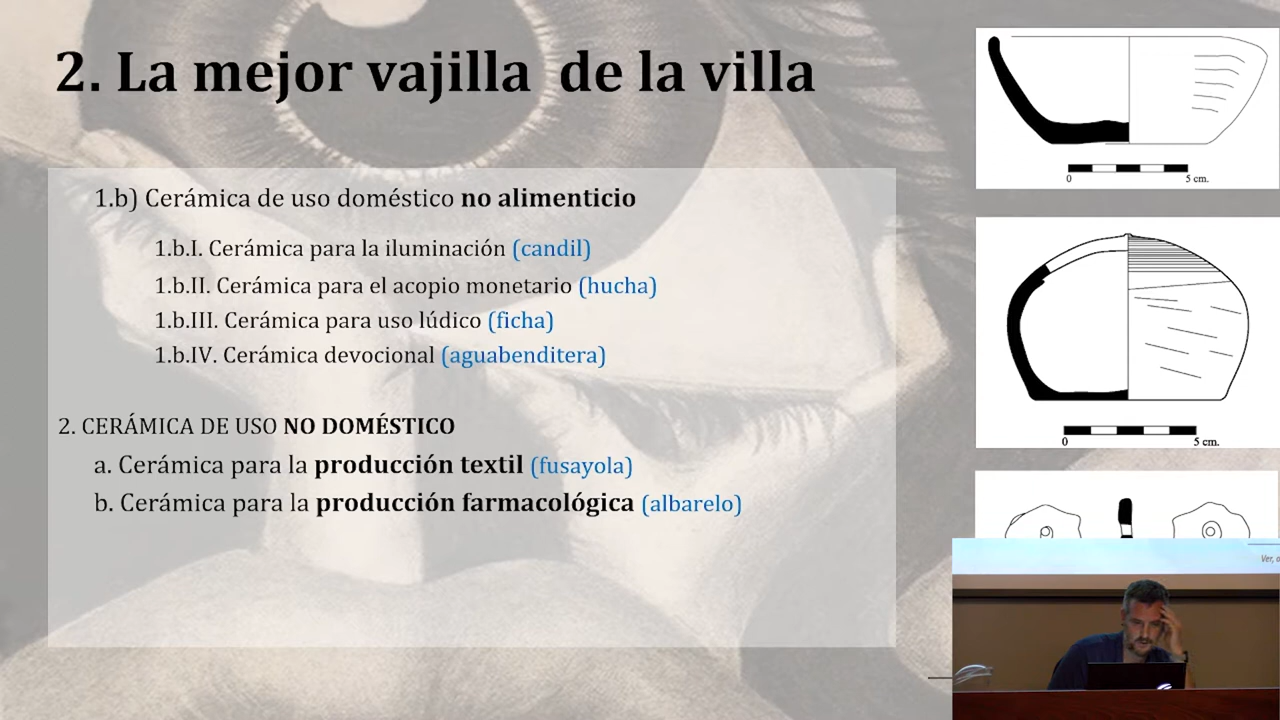 2. La mejor vajilla de la villa
1.b) Cerámica de uso doméstico no alimenticio
1.b.I. Cerámica para la iluminación (candil)
1.b.II. Cerámica para el acopio monetario (hucha)
1.b.III. Cerámica para uso lúdico (ficha)
1.b.IV. Cerámica devocional (aguabenditera)
2. CERÁMICA DE USO NO DOMÉSTICO
a. Cerámica para la producción textil (fusayola)
b. Cerámica para la producción farmacológica (albarelo)
0 5 cm.
0 5 cm.
Ver,